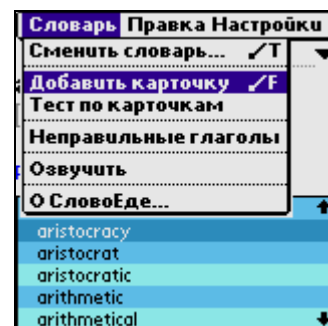 Словарь Правка Настройки
Сменить словарь... ⁄T
Добавить карточку ⁄F
Тест по карточкам
Неправильные глаголы
Озвучить
О СловоЕде...
aristocracy
aristocrat
aristocratic
arithmetic
arithmetical